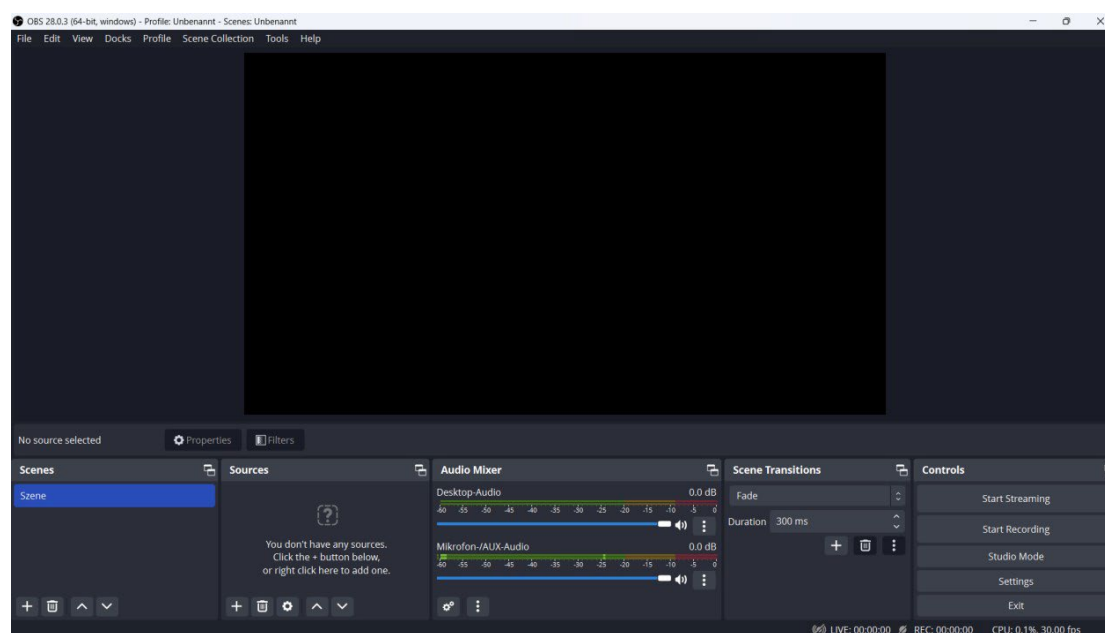 OBS 28.0.3 (64-bit, windows) - Profile: Unbenannt - Scenes: Unbenannt
File Edit View Docks Profile Scene Collection Tools Help
No source selected Properties Filters
Scenes
Szene
Sources
You don't have any sources.
Click the + button below,
or right click here to add one.
Audio Mixer
Desktop-Audio 0.0 dB
-60 -55 -50 -45 -40 -35 -30 -25 -20 -15 -10 -5 0
Mikrofon-/AUX-Audio 0.0 dB
-60 -55 -50 -45 -40 -35 -30 -25 -20 -15 -10 -5 0
Scene Transitions
Fade
Duration 300 ms
Controls
Start Streaming
Start Recording
Studio Mode
Settings
Exit
LIVE: 00:00:00 REC: 00:00:00 CPU: 0.1%, 30.00 fps